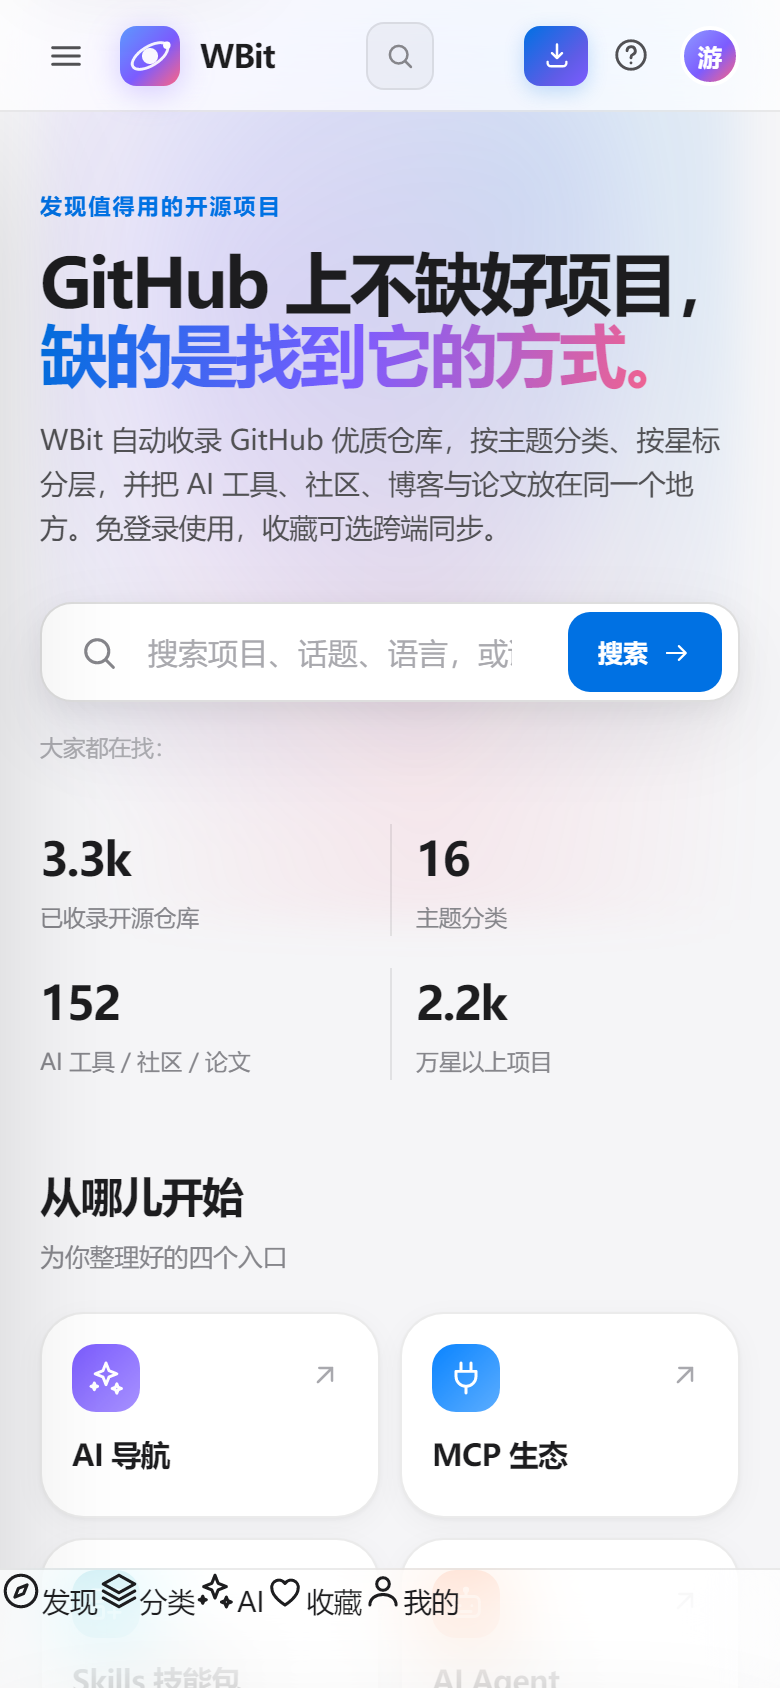 WBit
游
发现值得用的开源项目
GitHub 上不缺好项目，
缺的是找到它的方式。
WBit 自动收录 GitHub 优质仓库，按主题分类、按星标
分层，并把 AI 工具、社区、博客与论文放在同一个地
方。免登录使用，收藏可选跨端同步。
搜索项目、话题、语言，或
搜索
大家都在找：
3.3k
16
已收录开源仓库
主题分类
152
2.2k
AI 工具 / 社区 / 论文
万星以上项目
从哪儿开始
为你整理好的四个入口
AI 导航
MCP 生态
发现 分类 AI 收藏 我的
Skills 技能包
AI Agent